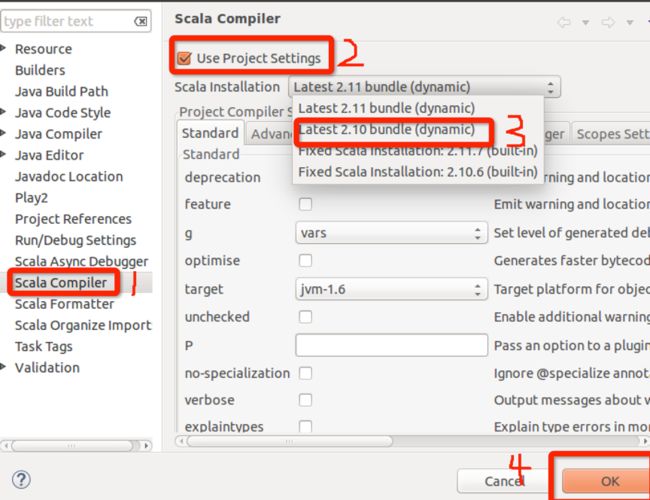 type filter text
Resource
Builders
Java Build Path
Java Code Style
Java Compiler
Java Editor
Javadoc Location
Play2
Project References
Run/Debug Settings
Scala Async Debugger
Scala Compiler 1
Scala Formatter
Scala Organize Import
Task Tags
Validation
Scala Compiler
Use Project Settings 2
Scala Installation Latest 2.11 bundle (dynamic)
Latest 2.11 bundle (dynamic)
Latest 2.10 bundle (dynamic) 3
Fixed Scala Installation: 2.11.7 (built-in)
Fixed Scala Installation: 2.10.6 (built-in)
Project Compiler S
Standard Advan ger Scopes Sett
Standard
deprecation rning and location
feature Emit warning and locatio
g vars Set level of generated deb
optimise Generates faster bytecod
target jvm-1.6 Target platform for objec
unchecked Enable additional warning
P Pass an option to a plugin
no-specialization Ignore @specialize annota
verbose Output messages about w
explaintypes Explain type errors in mor
4
Cancel OK